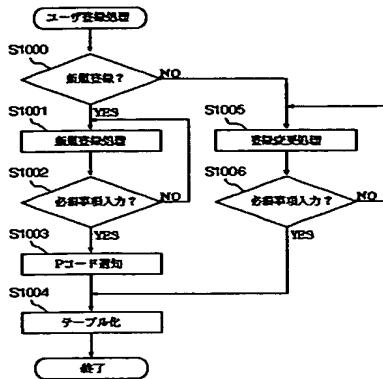 ユーザ登録処理
S1000
新規登録?
NO
YES
S1001
新規登録処理
S1002
必須事項入力?
NO
YES
S1003
Pコード通知
S1004
テーブル化
終了
S1005
登録変更処理
S1006
必須事項入力?
NO
YES